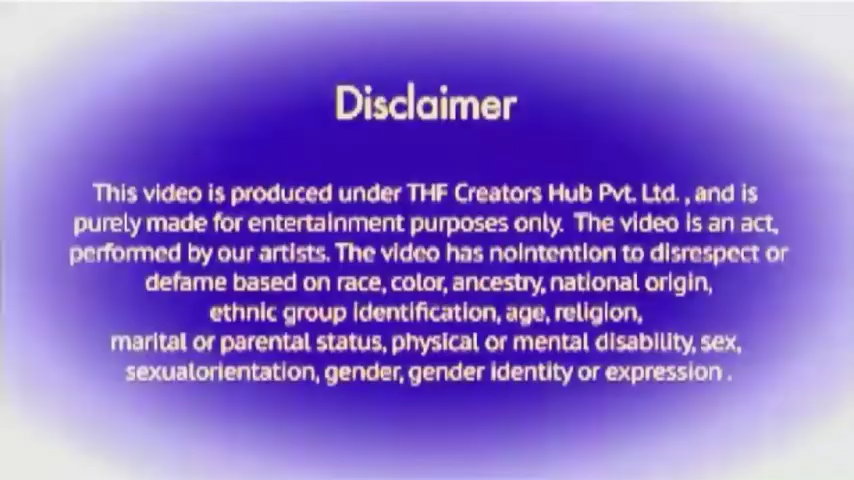 Disclaimer
This video is produced under THF Creators Hub Pvt. Ltd. , and is
purely made for entertainment purposes only. The video is an act,
performed by our artists. The video has nointention to disrespect or
defame based on race, color, ancestry, national origin,
ethnic group identification, age, religion,
marital or parental status, physical or mental disability, sex,
sexualorientation, gender, gender identity or expression .